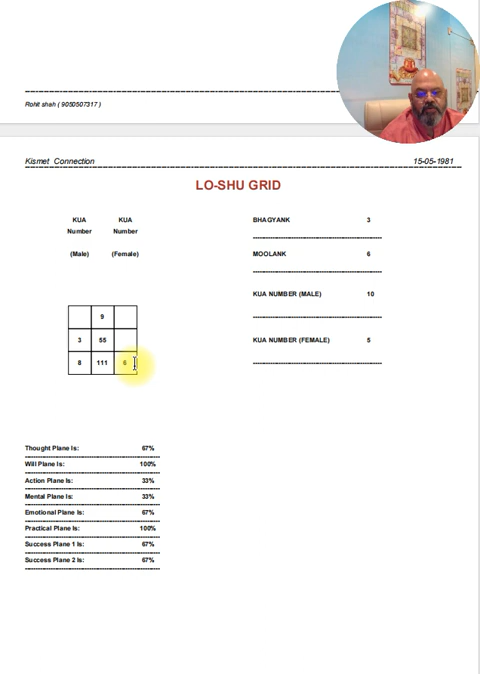 Rohit shah ( 9050507317 )
Kismet Connection 15-05-1981
LO-SHU GRID
KUA Number (Male) KUA Number (Female)
BHAGYANK 3
MOOLANK 6
KUA NUMBER (MALE) 10
KUA NUMBER (FEMALE) 5
9
3 55
8 111 6
Thought Plane Is: 67%
Will Plane Is: 100%
Action Plane Is: 33%
Mental Plane Is: 33%
Emotional Plane Is: 67%
Practical Plane Is: 100%
Success Plane 1 Is: 67%
Success Plane 2 Is: 67%